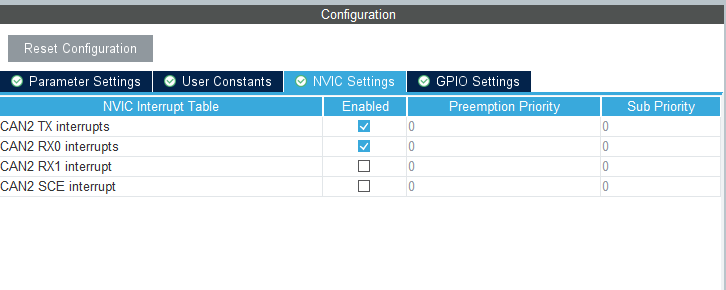 Configuration
Reset Configuration
Parameter Settings User Constants NVIC Settings GPIO Settings
NVIC Interrupt Table Enabled Preemption Priority Sub Priority
CAN2 TX interrupts 0 0
CAN2 RX0 interrupts 0 0
CAN2 RX1 interrupt 0 0
CAN2 SCE interrupt 0 0